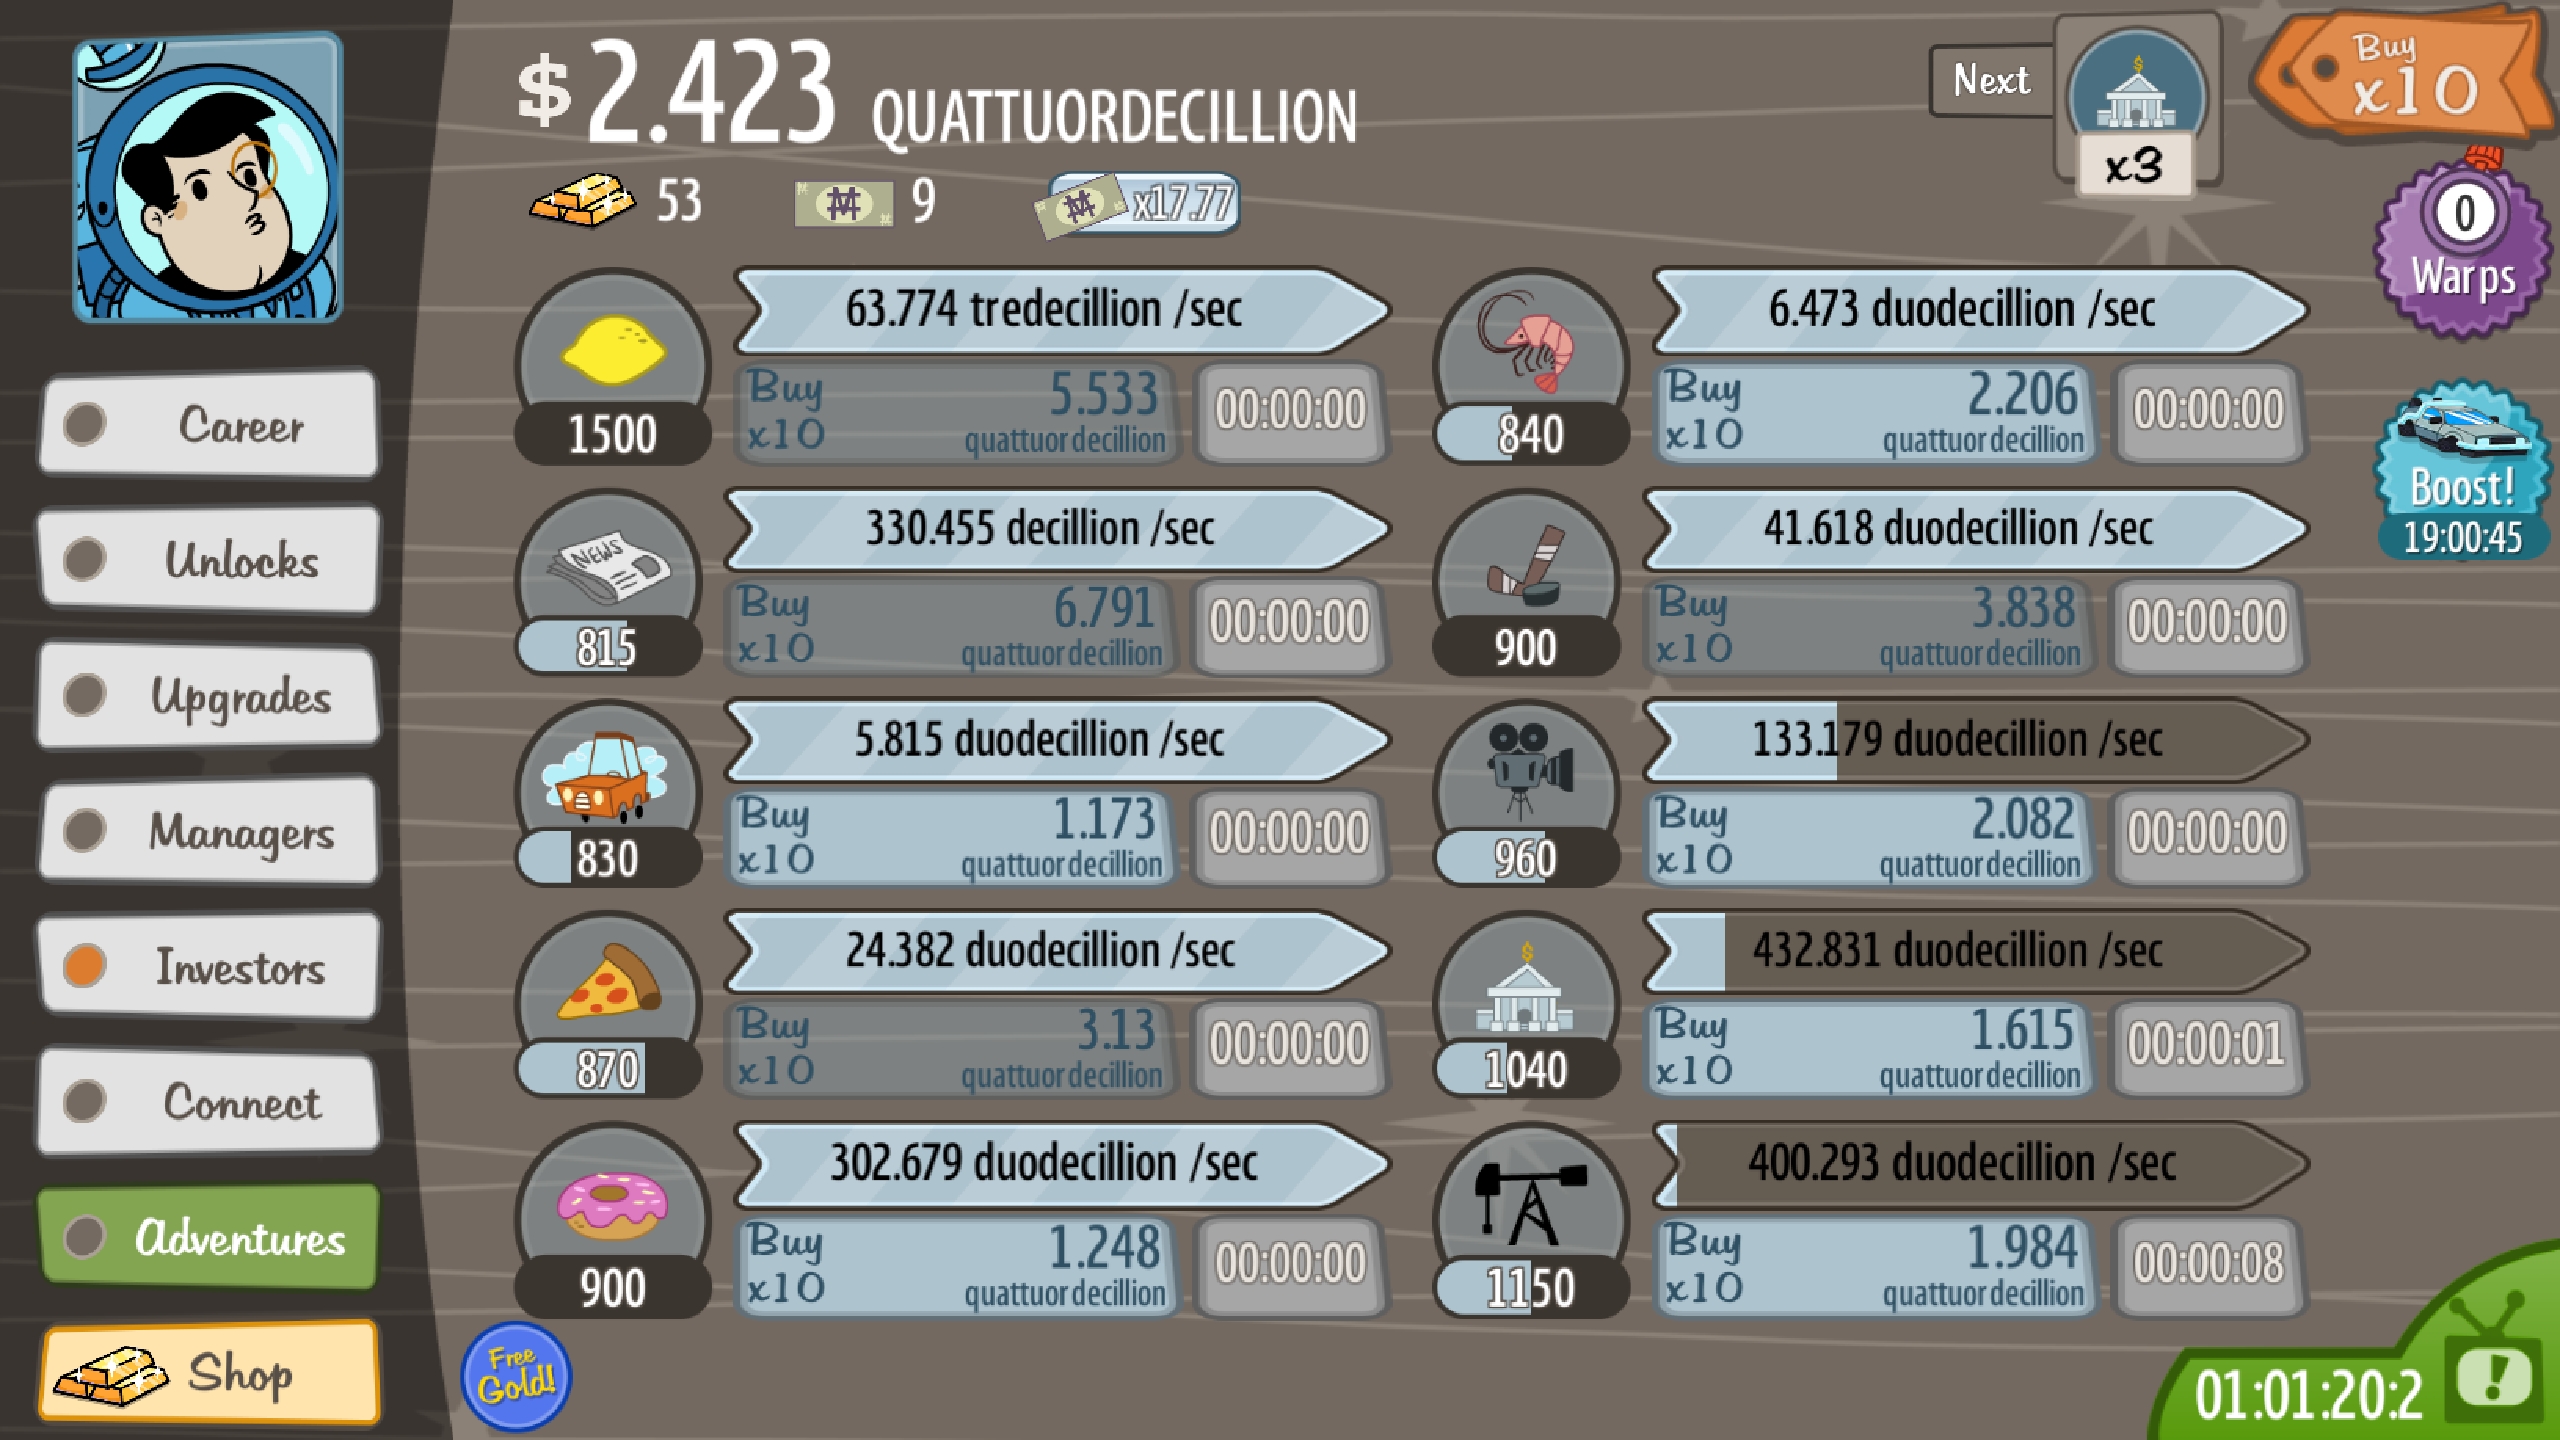 $2.423 QUATTUORDECILLION
53
9
x17.77
Next
x3
Buy
x10
0
Warps
Boost!
19:00:45
Career
Unlocks
Upgrades
Managers
Investors
Connect
Adventures
Shop
63.774 tredecillion /sec
1500
Buy
x10
5.533
quattuordecillion
00:00:00
NEWS
330.455 decillion /sec
815
Buy
x10
6.791
quattuordecillion
00:00:00
5.815 duodecillion /sec
830
Buy
x10
1.173
quattuordecillion
00:00:00
24.382 duodecillion /sec
870
Buy
x10
3.13
quattuordecillion
00:00:00
302.679 duodecillion /sec
900
Buy
x10
1.248
quattuordecillion
00:00:00
6.473 duodecillion /sec
840
Buy
x10
2.206
quattuordecillion
00:00:00
41.618 duodecillion /sec
900
Buy
x10
3.838
quattuordecillion
00:00:00
133.179 duodecillion /sec
960
Buy
x10
2.082
quattuordecillion
00:00:00
$
432.831 duodecillion /sec
1040
Buy
x10
1.615
quattuordecillion
00:00:01
400.293 duodecillion /sec
1150
Buy
x10
1.984
quattuordecillion
00:00:08
Free
Gold!
01:01:20:2
!